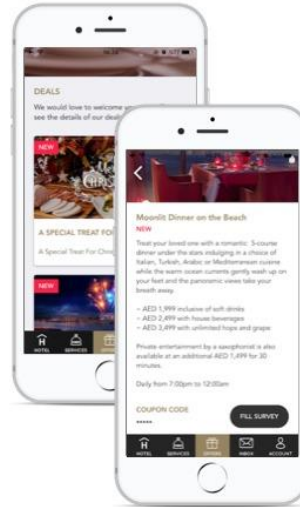 DEALS
We would love to welcome
see the details of our
NEW
CHRIS
A SPECIAL TREAT FO
A Special Treat For Chri
NEW
HOTEL
SERVICES
Moonlit Dinner on the Beach
NEW
Treat your loved one with a romantic 5-course
dinner under the stars indulging in a choice of
Italian, Turkish, Arabic or Mediterranean cuisine
while the warm ocean currents gently wash up on
your feet and the panoramic views take your
breath away.
~ AED 1,999 inclusive of soft drinks
~ AED 2,499 with house beverages
~ AED 3,499 with unlimited hops and grape
Private entertainment by a saxophonist is also
available at an additional AED 1,499 for 30
minutes.
Daily from 7:00pm to 12:00am
COUPON CODE
*****
FILL SURVEY
HOTEL SERVICES OFFERS INBOX ACCOUNT